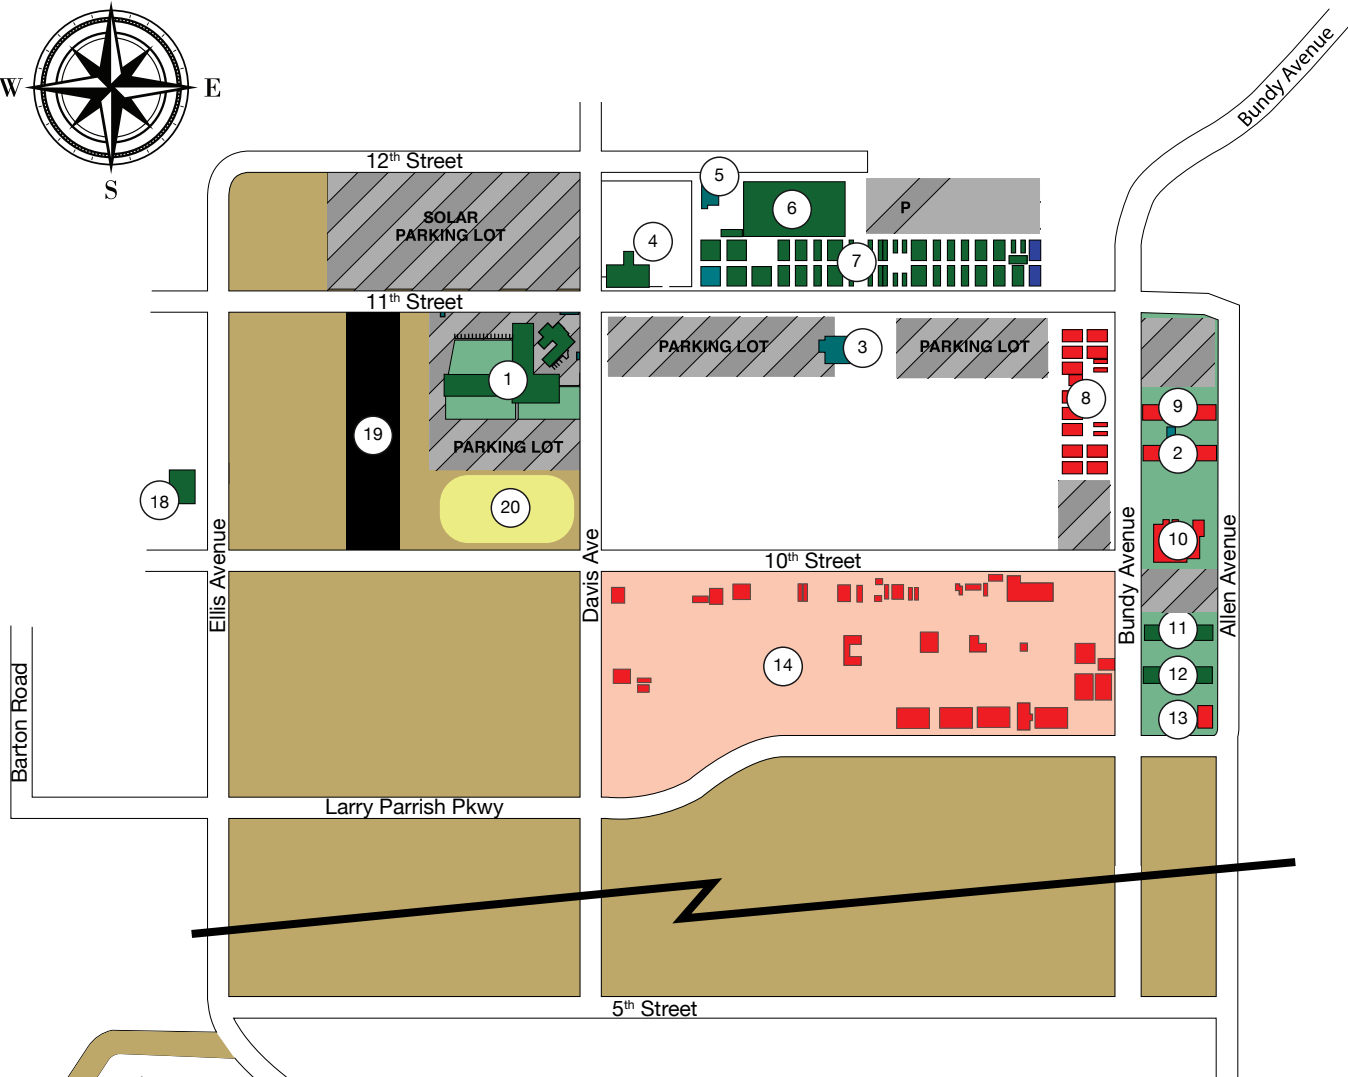 Bundy Avenue
W
E
S
12th Street
5
SOLAR
PARKING LOT
6
P
4
7
11th Street
PARKING LOT
3
PARKING LOT
1
8
9
19
PARKING LOT
2
18
20
10
Ellis Avenue
Davis Ave
10th Street
Bundy Avenue
Allen Avenue
11
14
12
13
Barton Road
Larry Parrish Pkwy
5th Street